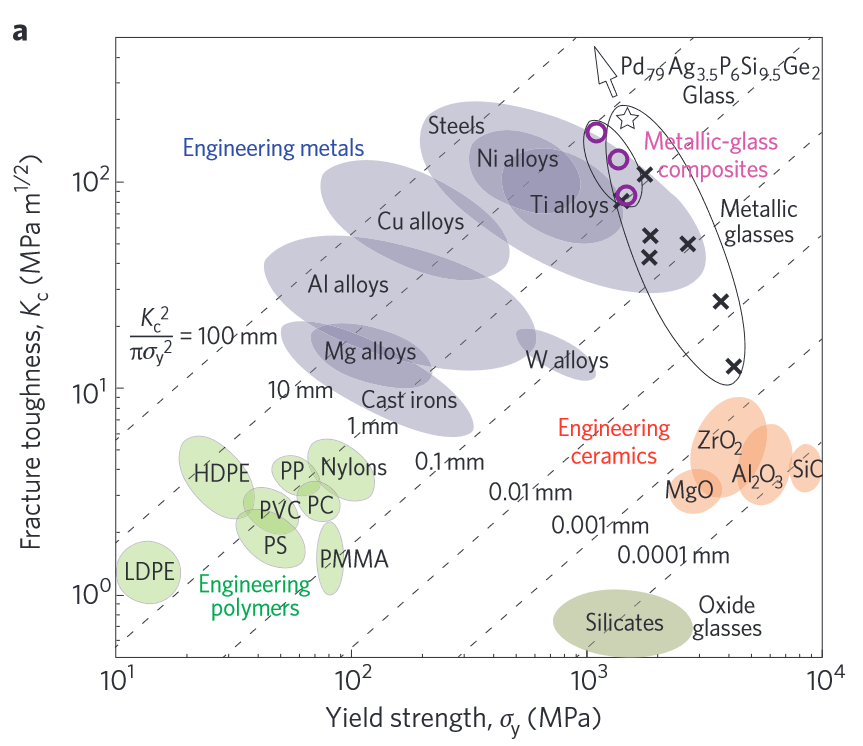 a
Pd79Ag3.5P6Si9.5Ge2
Glass
Steels
Engineering metals
Ni alloys
Metallic-glass
composites
10²
Ti alloys
Cu alloys
Metallic
glasses
Al alloys
Kc²
πσy²
= 100 mm
Mg alloys
W alloys
10¹
10 mm
Cast irons
1 mm
Engineering
ceramics
ZrO2
0.1 mm
HDPE
PP
Nylons
Al2O3
SiC
MgO
0.01 mm
PVC
PC
0.001 mm
PS
0.0001 mm
PMMA
LDPE
10⁰
Engineering
polymers
Silicates
Oxide
glasses
10¹
10²
10³
10⁴
Yield strength, σy (MPa)
Fracture toughness, Kc (MPa m1/2)